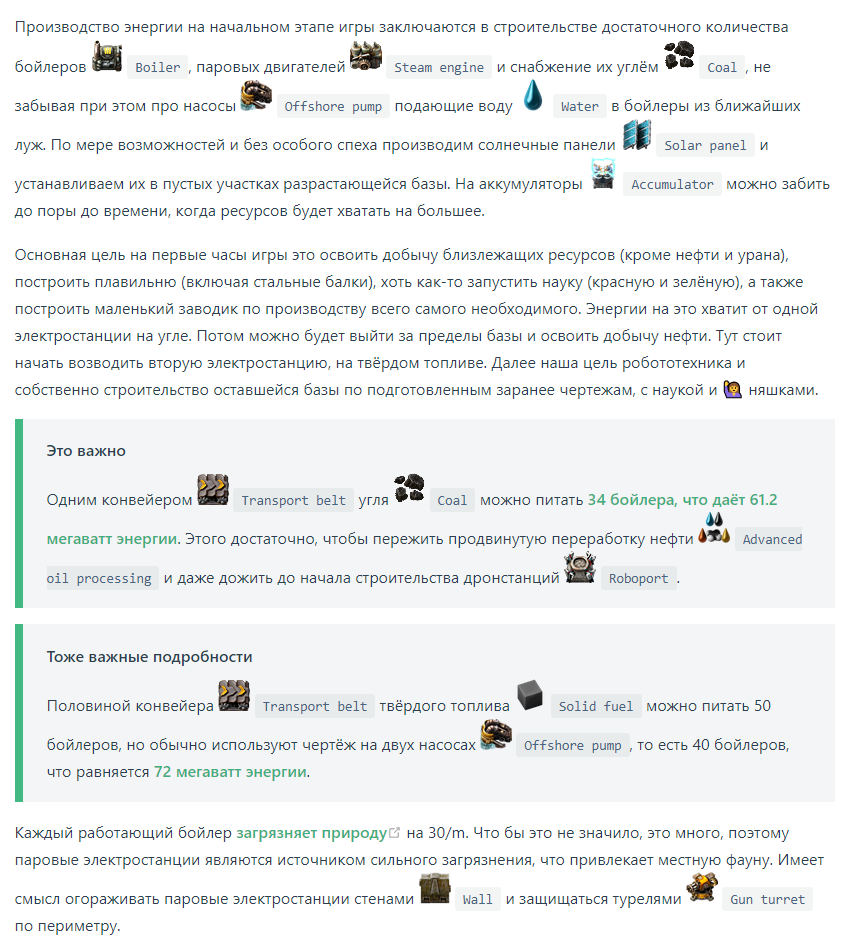 Производство энергии на начальном этапе игры заключаются в строительстве достаточного количества
бойлеров Boiler, паровых двигателей Steam engine и снабжение их углём Coal, не
забывая при этом про насосы Offshore pump подающие воду Water в бойлеры из ближайших
луж. По мере возможностей и без особого спеха производим солнечные панели Solar panel и
устанавливаем их в пустых участках разрастающейся базы. На аккумуляторы Accumulator можно забить
до поры до времени, когда ресурсов будет хватать на большее.
Основная цель на первые часы игры это освоить добычу близлежащих ресурсов (кроме нефти и урана),
построить плавильню (включая стальные балки), хоть как-то запустить науку (красную и зелёную), а также
построить маленький заводик по производству всего самого необходимого. Энергии на это хватит от одной
электростанции на угле. Потом можно будет выйти за пределы базы и освоить добычу нефти. Тут стоит
начать возводить вторую электростанцию, на твёрдом топливе. Далее наша цель робототехника и
собственно строительство оставшейся базы по подготовленным заранее чертежам, с наукой и 🙋 няшками.
Это важно
Одним конвейером Transport belt угля Coal можно питать 34 бойлера, что даёт 61.2
мегаватт энергии. Этого достаточно, чтобы пережить продвинутую переработку нефти Advanced
oil processing и даже дожить до начала строительства дронстанций Roboport.
Тоже важные подробности
Половиной конвейера Transport belt твёрдого топлива Solid fuel можно питать 50
бойлеров, но обычно используют чертёж на двух насосах Offshore pump, то есть 40 бойлеров,
что равняется 72 мегаватт энергии.
Каждый работающий бойлер загрязняет природу на 30/m. Что бы это не значило, это много, поэтому
паровые электростанции являются источником сильного загрязнения, что привлекает местную фауну. Имеет
смысл огораживать паровые электростанции стенами Wall и защищаться турелями Gun turret
по периметру.